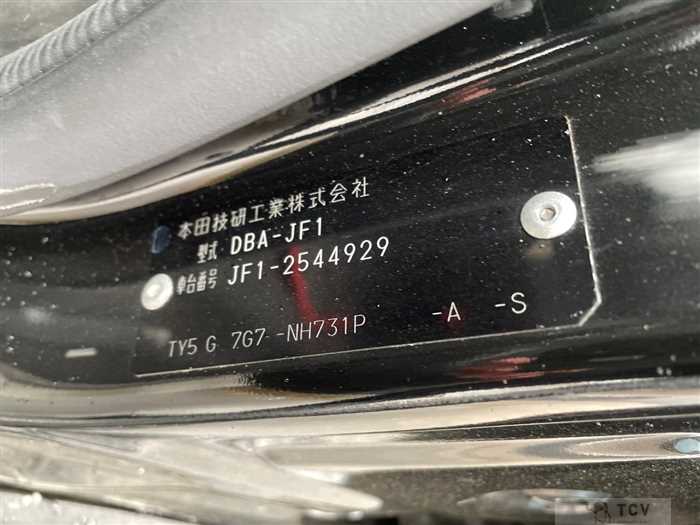 本田技研工業株式会社
型式 DBA-JF1
車台番号 JF1-2544929
TY5 G 7G7--NH731P -A -S
TCV